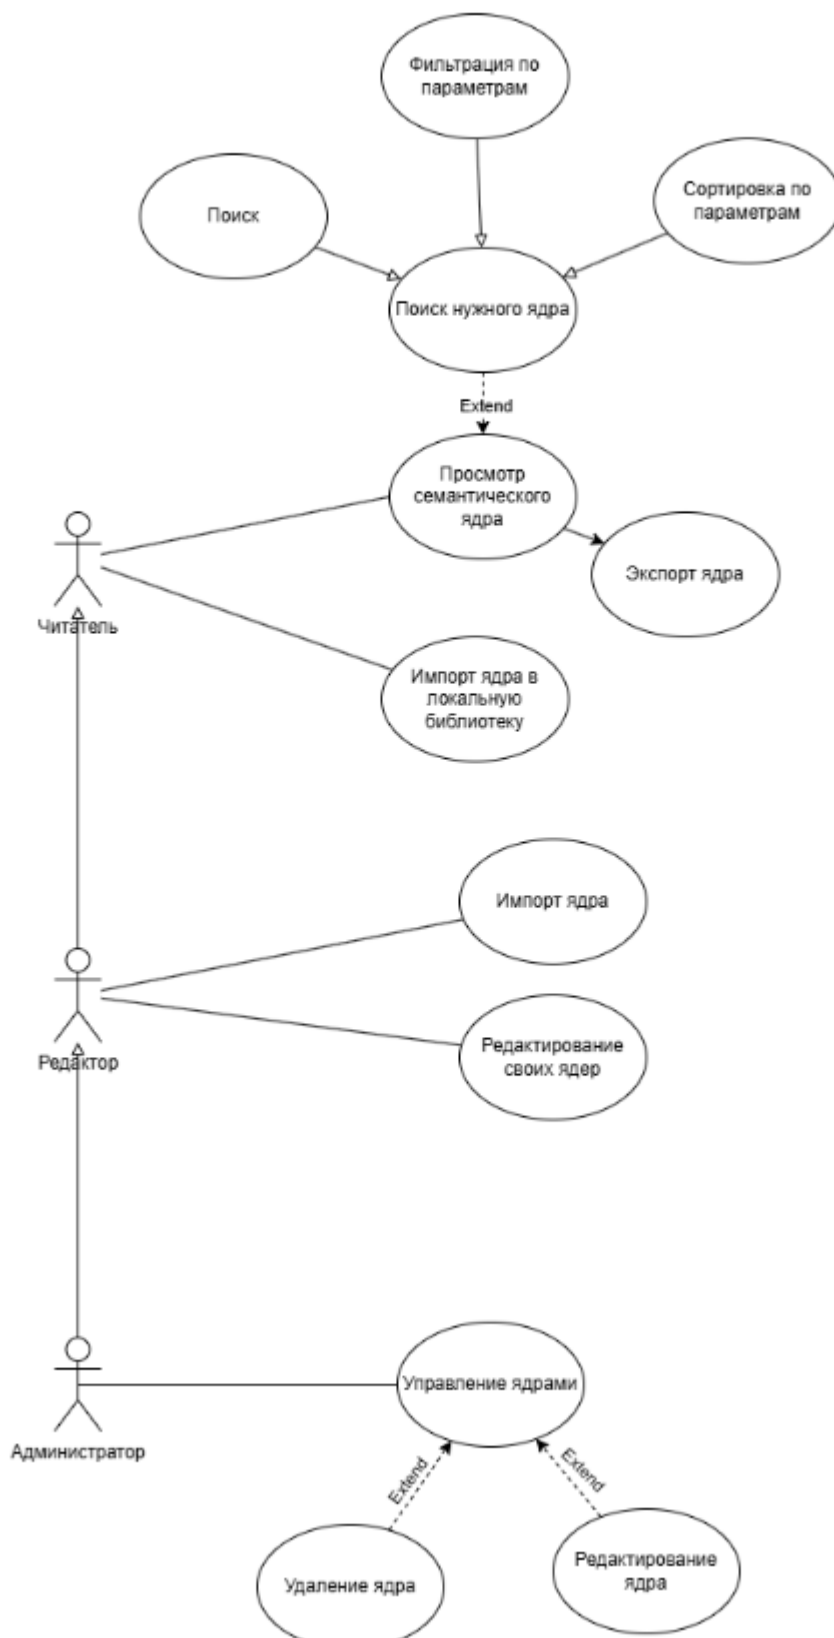 Фильтрация по
параметрам
Поиск
Сортировка по
параметрам
Поиск нужного ядра
Extend
Просмотр
семантического
ядра
Экспорт ядра
Читатель
Импорт ядра в
локальную
библиотеку
Импорт ядра
Редактор
Редактирование
своих ядер
Администратор
Управление ядрами
Extend
Extend
Удаление ядра
Редактирование
ядра